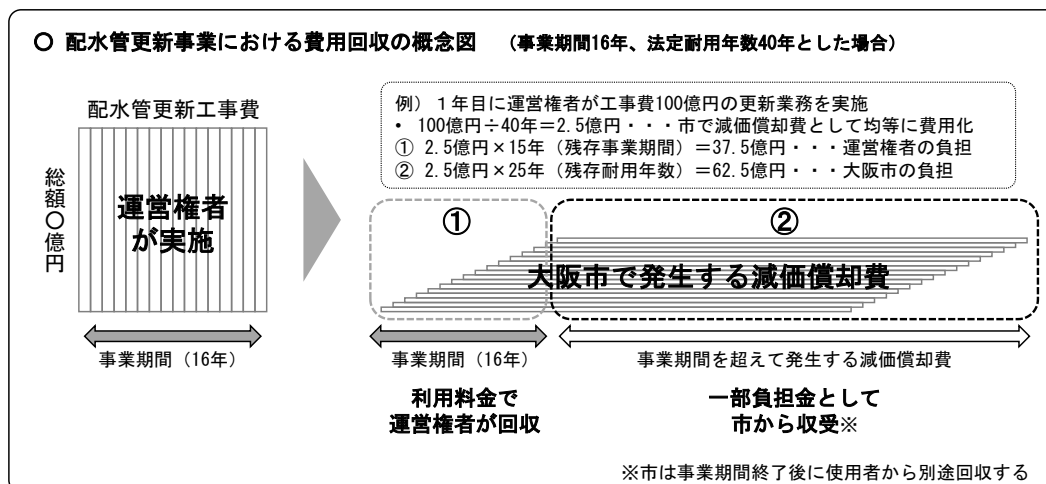 〇 配水管更新事業における費用回収の概念図 （事業期間16年、法定耐用年数40年とした場合）
配水管更新工事費
総額〇億円
運営権者
が実施
事業期間（16年）
例）１年目に運営権者が工事費100億円の更新業務を実施
• 100億円÷40年＝2.5億円・・・市で減価償却費として均等に費用化
① 2.5億円×15年（残存事業期間）＝37.5億円・・・運営権者の負担
② 2.5億円×25年（残存耐用年数）＝62.5億円・・・大阪市の負担
①
②
大阪市で発生する減価償却費
事業期間（16年）
事業期間を超えて発生する減価償却費
利用料金で
運営権者が回収
一部負担金として
市から収受※
※市は事業期間終了後に使用者から別途回収する